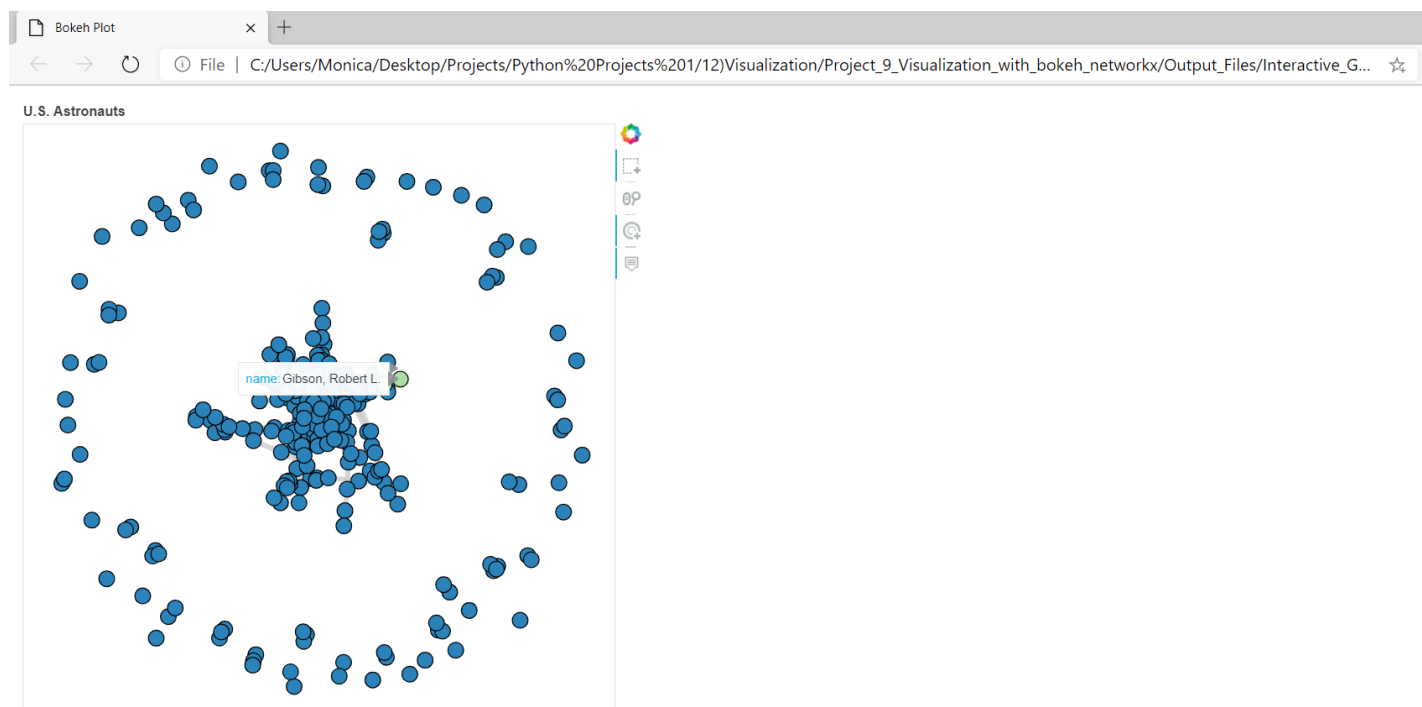 Bokeh Plot
File | C:/Users/Monica/Desktop/Projects/Python%20Projects%201/12)Visualization/Project_9_Visualization_with_bokeh_networkx/Output_Files/Interactive_G...
U.S. Astronauts
name: Gibson, Robert L.